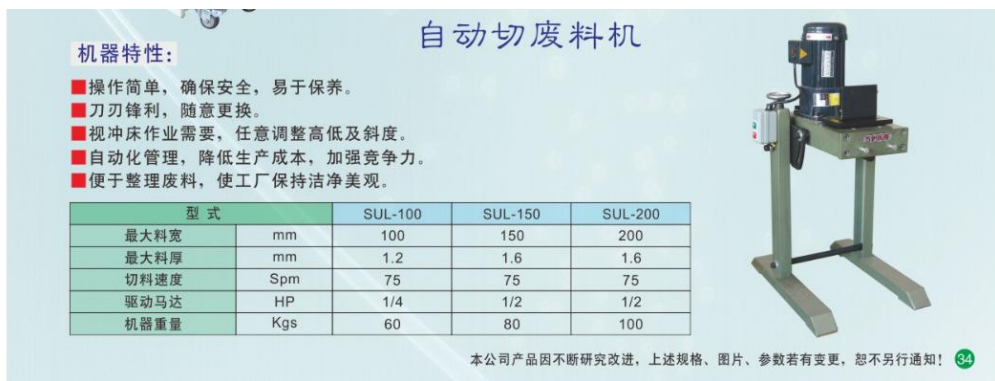 自动切废料机
机器特性：
■操作简单，确保安全，易于保养。
■刀刃锋利，随意更换。
■视冲床作业需要，任意调整高低及斜度。
■自动化管理，降低生产成本，加强竞争力。
■便于整理废料，使工厂保持洁净美观。
型 式 SUL-100 SUL-150 SUL-200
最大料宽 mm 100 150 200
最大料厚 mm 1.2 1.6 1.6
切料速度 Spm 75 75 75
驱动马达 HP 1/4 1/2 1/2
机器重量 Kgs 60 80 100
本公司产品因不断研究改进，上述规格、图片、参数若有变更，恕不另行通知！ 34